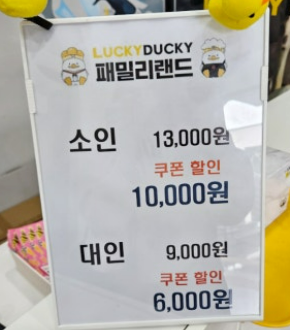 LUCKYDUCKY
패밀리랜드
소인 13,000원
쿠폰 할인
10,000원
대인 9,000원
쿠폰 할인
6,000원